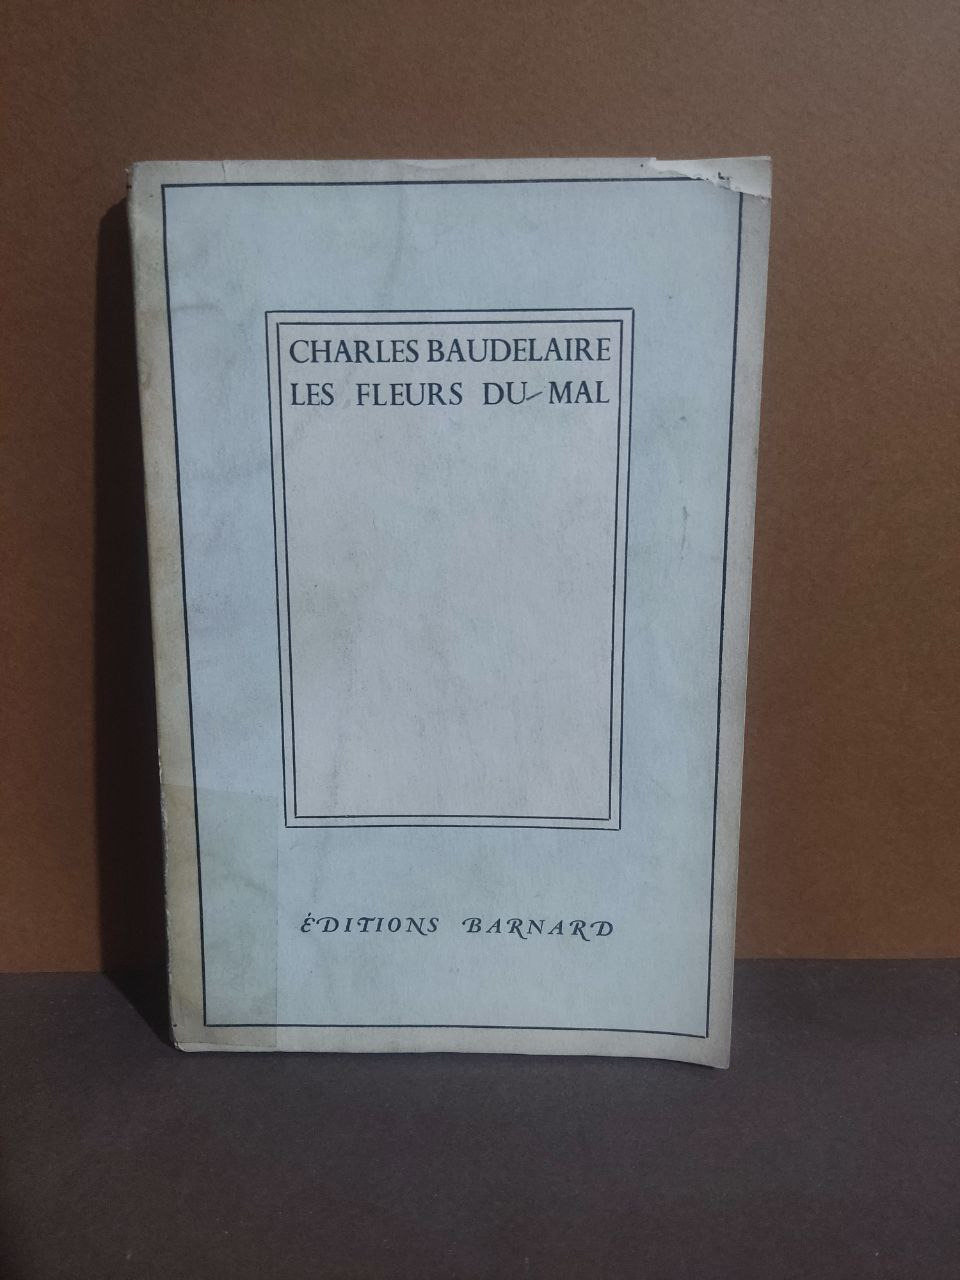 CHARLES BAUDELAIRE
LES FLEURS DU MAL
ÉDITIONS BARNARD